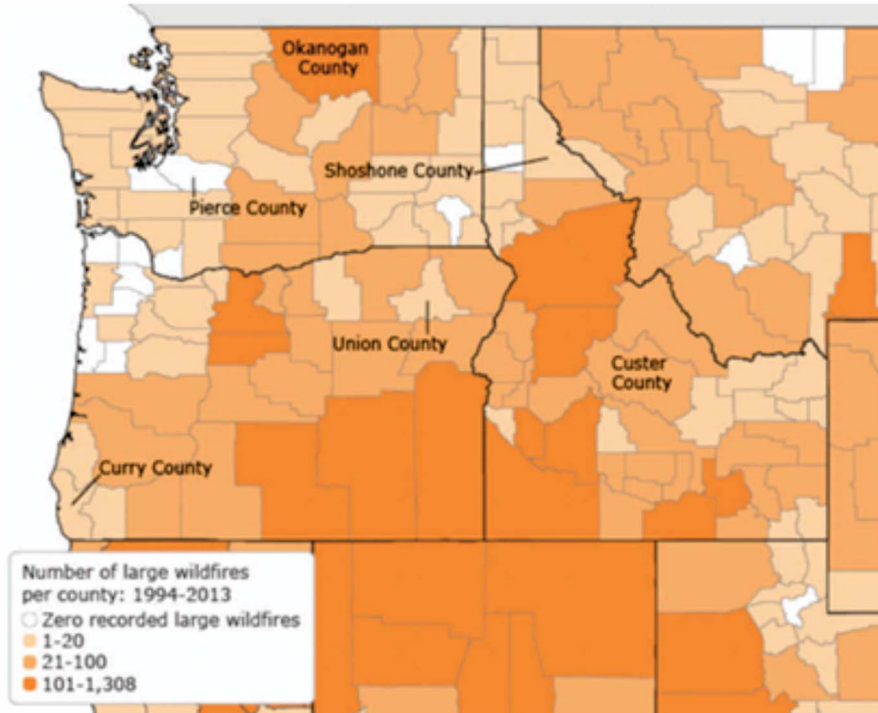 Okanogan
County
Shoshone County
Pierce County
Union County
Custer
County
Curry County
Number of large wildfires
per county: 1994-2013
Zero recorded large wildfires
1-20
21-100
101-1,308